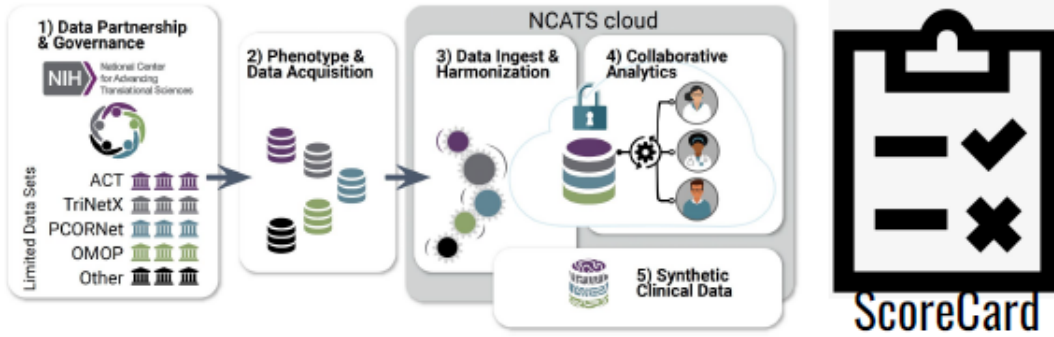 1) Data Partnership
& Governance
NIH
National Center
for Advancing
Translational Sciences
Limited Data Sets
ACT
TriNetX
PCORNet
OMOP
Other
2) Phenotype &
Data Acquisition
NCATS cloud
3) Data Ingest &
Harmonization
4) Collaborative
Analytics
5) Synthetic
Clinical Data
ScoreCard